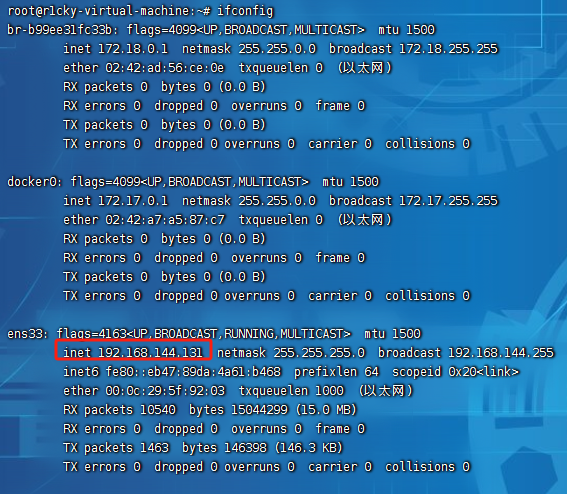 root@r1cky-virtual-machine:~# ifconfig
br-b99ee31fc33b: flags=4099<UP,BROADCAST,MULTICAST>  mtu 1500
        inet 172.18.0.1  netmask 255.255.0.0  broadcast 172.18.255.255
        ether 02:42:ad:56:ce:0e  txqueuelen 0  (以太网)
        RX packets 0  bytes 0 (0.0 B)
        RX errors 0  dropped 0  overruns 0  frame 0
        TX packets 0  bytes 0 (0.0 B)
        TX errors 0  dropped 0 overruns 0  carrier 0  collisions 0

docker0: flags=4099<UP,BROADCAST,MULTICAST>  mtu 1500
        inet 172.17.0.1  netmask 255.255.0.0  broadcast 172.17.255.255
        ether 02:42:a7:a5:87:c7  txqueuelen 0  (以太网)
        RX packets 0  bytes 0 (0.0 B)
        RX errors 0  dropped 0  overruns 0  frame 0
        TX packets 0  bytes 0 (0.0 B)
        TX errors 0  dropped 0 overruns 0  carrier 0  collisions 0

ens33: flags=4163<UP,BROADCAST,RUNNING,MULTICAST>  mtu 1500
        inet 192.168.144.131  netmask 255.255.255.0  broadcast 192.168.144.255
        inet6 fe80::eb47:89da:4a61:b468  prefixlen 64  scopeid 0x20<link>
        ether 00:0c:29:5f:92:03  txqueuelen 1000  (以太网)
        RX packets 10540  bytes 15044299 (15.0 MB)
        RX errors 0  dropped 0  overruns 0  frame 0
        TX packets 1463  bytes 146398 (146.3 KB)
        TX errors 0  dropped 0 overruns 0  carrier 0  collisions 0